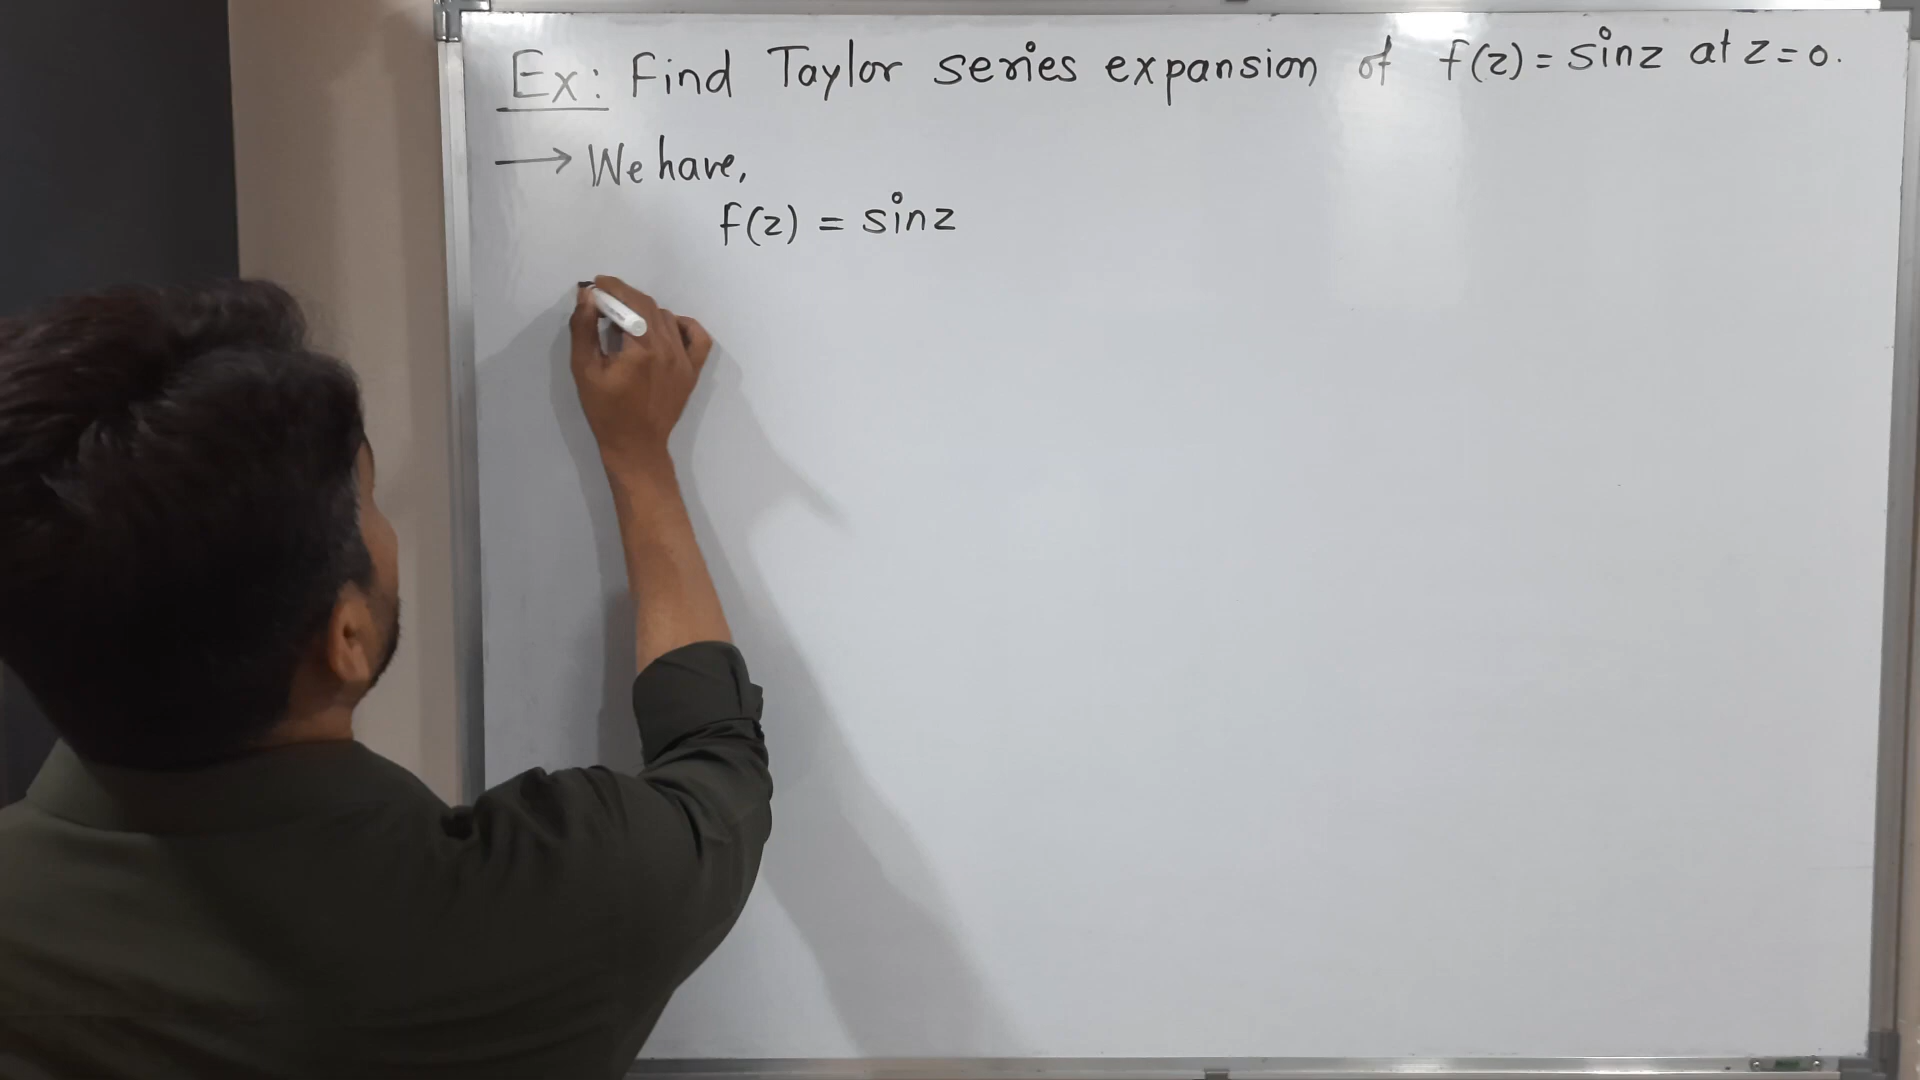 Ex: Find Taylor series expansion of f(z) = sinz at z=0.
→ We have,
f(z) = sinz